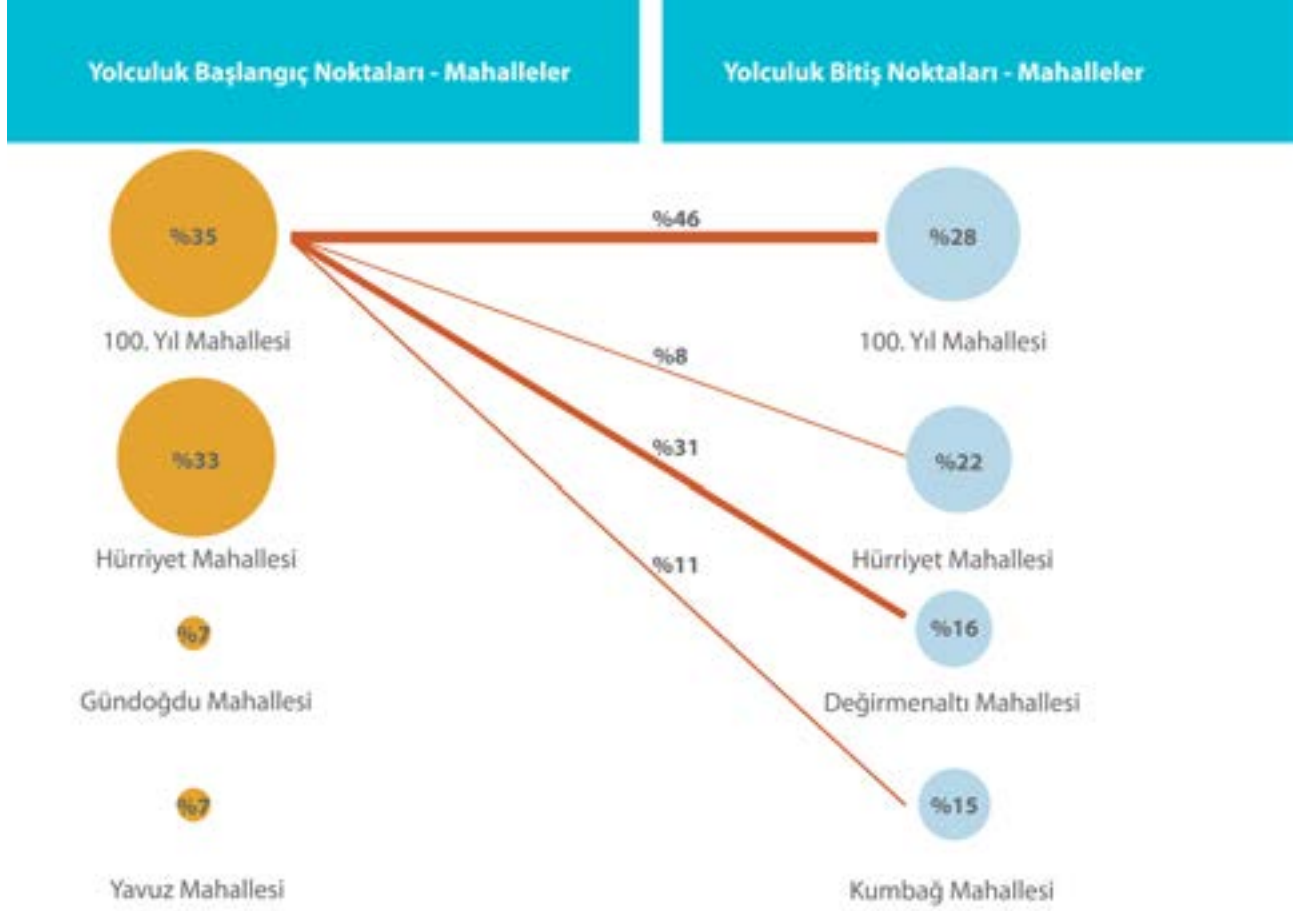 Yolculuk Başlangıç Noktaları - Mahalleler
Yolculuk Bitiş Noktaları - Mahalleler
%35
%46
%28
100. Yıl Mahallesi
100. Yıl Mahallesi
%8
%33
%31
%22
Hürriyet Mahallesi
%11
Hürriyet Mahallesi
%7
%16
Gündoğdu Mahallesi
Değirmenaltı Mahallesi
%7
%15
Yavuz Mahallesi
Kumbağ Mahallesi